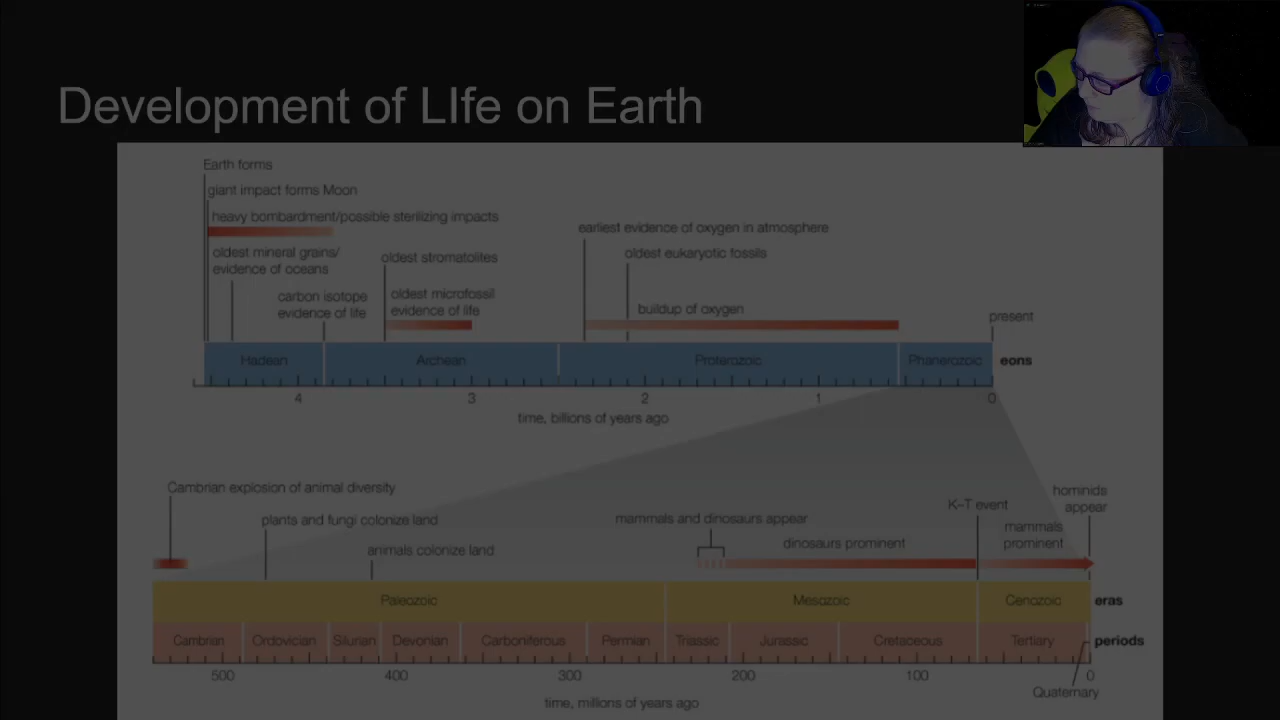 Development of LIfe on Earth
Earth forms
giant impact forms Moon
heavy bombardment/possible sterilizing impacts
oldest mineral grains/
evidence of oceans
carbon isotope
evidence of life
oldest stromatolites
oldest microfossil
evidence of life
earliest evidence of oxygen in atmosphere
oldest eukaryotic fossils
buildup of oxygen
present
Hadean Archean Proterozoic Phanerozoic eons
4 3 2 1 0
time, billions of years ago
Cambrian explosion of animal diversity
plants and fungi colonize land
animals colonize land
mammals and dinosaurs appear
dinosaurs prominent
K–T event
mammals
prominent
hominids
appear
Paleozoic Mesozoic Cenozoic eras
Cambrian Ordovician Silurian Devonian Carboniferous Permian Triassic Jurassic Cretaceous Tertiary periods
500 400 300 200 100 0
Quaternary
time, millions of years ago